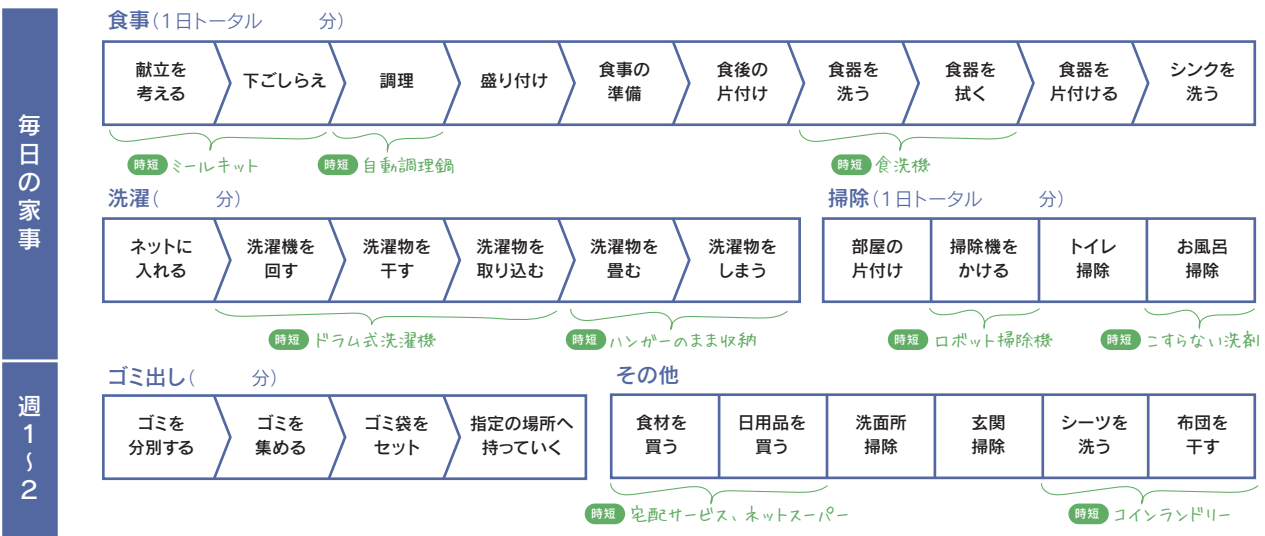 毎日の家事
食事(1日トータル　　分)
献立を
考える
下ごしらえ
調理
盛り付け
食事の
準備
食後の
片付け
食器を
洗う
食器を
拭く
食器を
片付ける
シンクを
洗う
時短 ミールキット
時短 自動調理鍋
時短 食洗機
洗濯(　　分)
ネットに
入れる
洗濯機を
回す
洗濯物を
干す
洗濯物を
取り込む
洗濯物を
畳む
洗濯物を
しまう
時短 ドラム式洗濯機
時短 ハンガーのまま収納
掃除(1日トータル　　分)
部屋の
片付け
掃除機を
かける
トイレ
掃除
お風呂
掃除
時短 ロボット掃除機
時短 こすらない洗剤
週1〜2
ゴミ出し(　　分)
ゴミを
分別する
ゴミを
集める
ゴミ袋を
セット
指定の場所へ
持っていく
その他
食材を
買う
日用品を
買う
洗面所
掃除
玄関
掃除
シーツを
洗う
布団を
干す
時短 宅配サービス、ネットスーパー
時短 コインランドリー